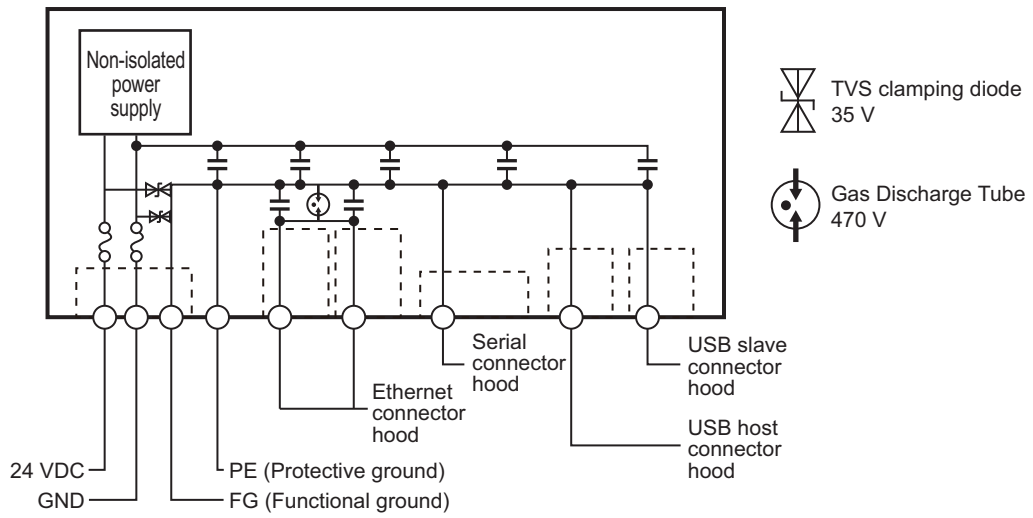 Non-isolated
power
supply
TVS clamping diode
35 V
Gas Discharge Tube
470 V
Serial
connector
hood
USB slave
connector
hood
Ethernet
connector
hood
USB host
connector
hood
24 VDC
PE (Protective ground)
GND
FG (Functional ground)